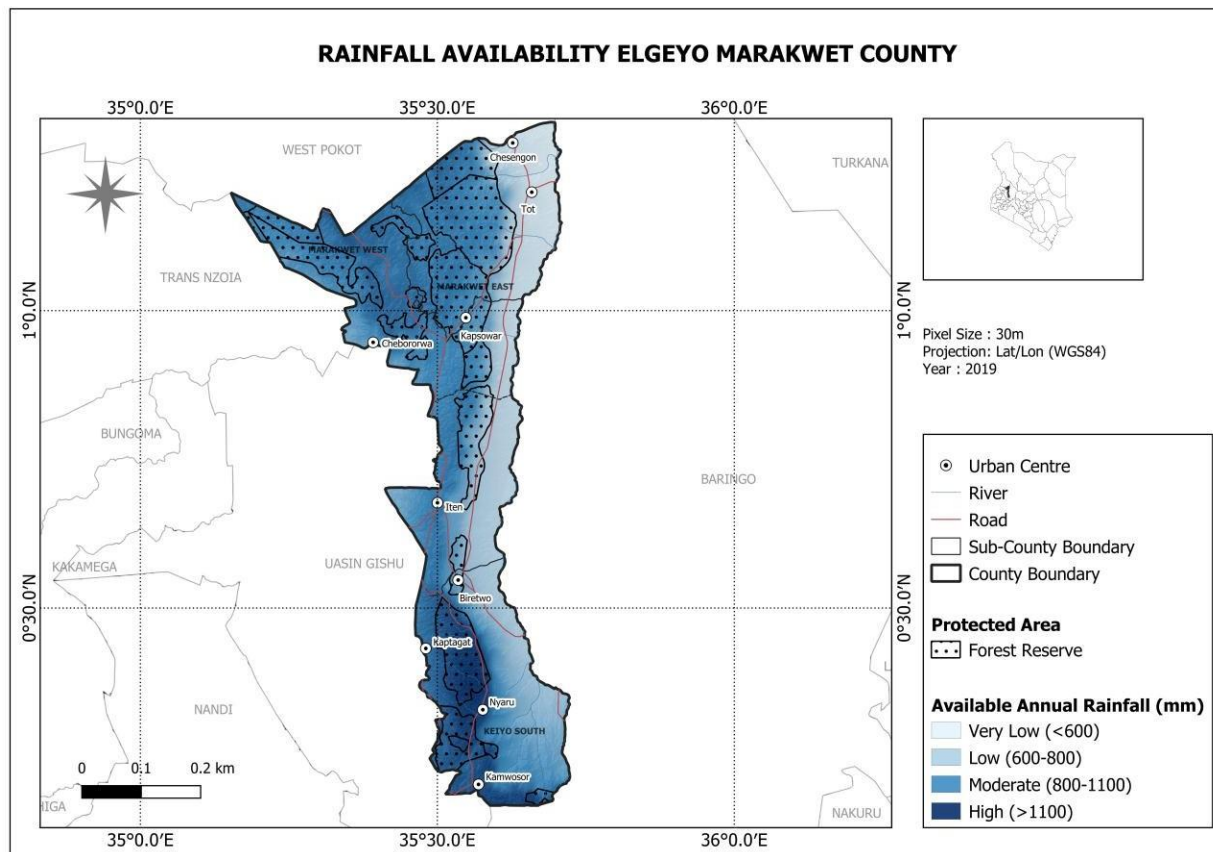 RAINFALL AVAILABILITY ELGEYO MARAKWET COUNTY
35°0.0′E
35°30.0′E
36°0.0′E
WEST POKOT
TURKANA
Chesengon
Tot
MARAKWET WEST
TRANS NZOIA
MARAKWET EAST
1°0.0′N
1°0.0′N
Kapsowar
Chebororwa
BUNGOMA
BARINGO
Iten
UASIN GISHU
KAKAMEGA
Biretwo
0°30.0′N
0°30.0′N
Kaptagat
NANDI
Nyaru
KEIYO SOUTH
Kamwosor
0 0.1 0.2 km
HIGA
NAKURU
35°0.0′E
35°30.0′E
36°0.0′E
Pixel Size : 30m
Projection: Lat/Lon (WGS84)
Year : 2019
Urban Centre
River
Road
Sub-County Boundary
County Boundary
Protected Area
Forest Reserve
Available Annual Rainfall (mm)
Very Low (<600)
Low (600-800)
Moderate (800-1100)
High (>1100)